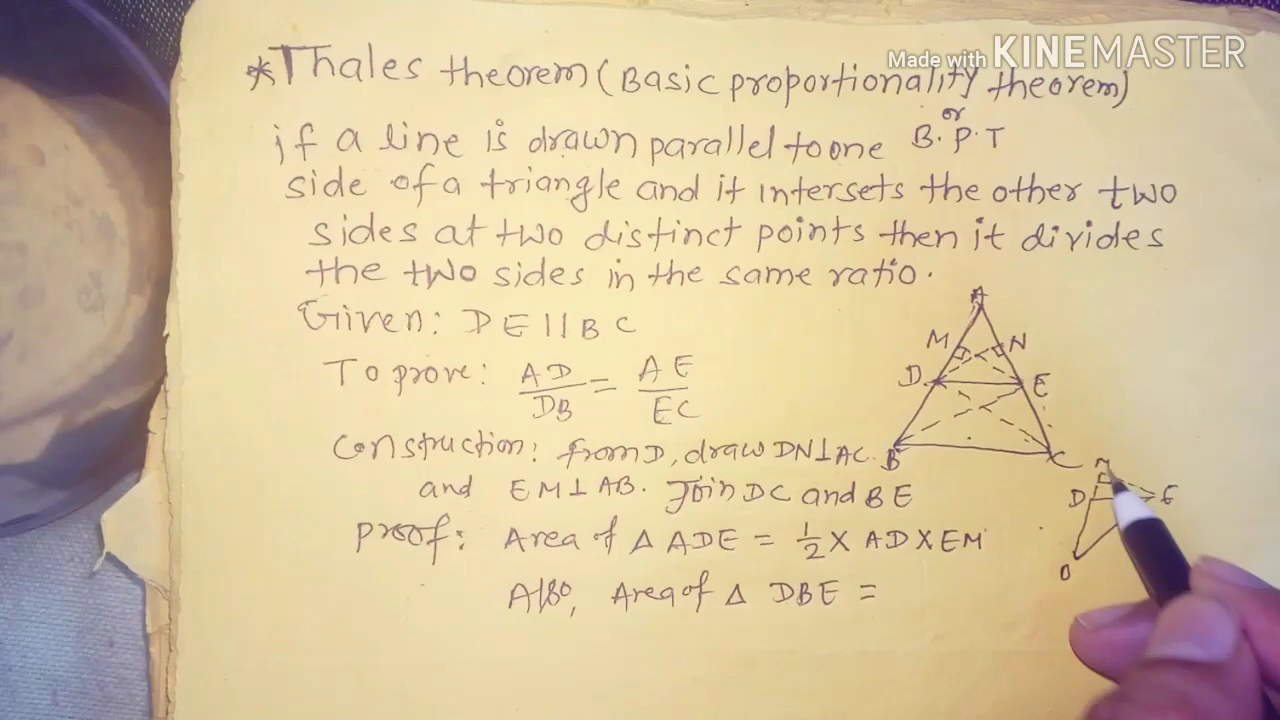 Made with KINEMASTER
*Thales theorem (Basic proportionality theorem)
or
B.P.T
if a line is drawn parallel to one
side of a triangle and it intersets the other two
sides at two distinct points then it divides
the two sides in the same ratio.
Given: DE || BC
To prove: AD/DB = AE/EC
Construction: from D, draw DN⊥AC.
and EM⊥AB. Join DC and BE
Proof: Area of Δ ADE = 1/2 × AD × EM
Also, Area of Δ DBE =
A
M N
D E
B C
D E